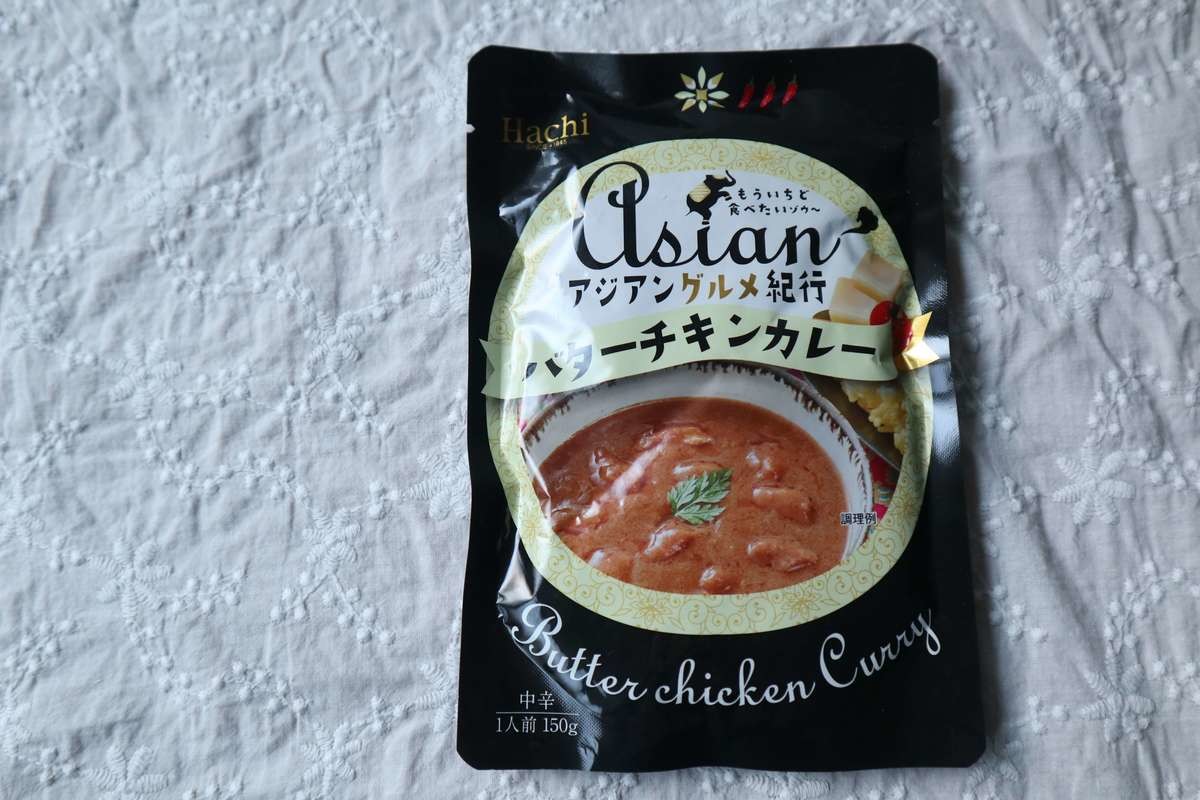 Hachi
SINCE 1845
もういちど
食べたいゾウ～
Asian
アジアングルメ紀行
バターチキンカレー
調理例
Butter chicken Curry
中辛
1人前 150g